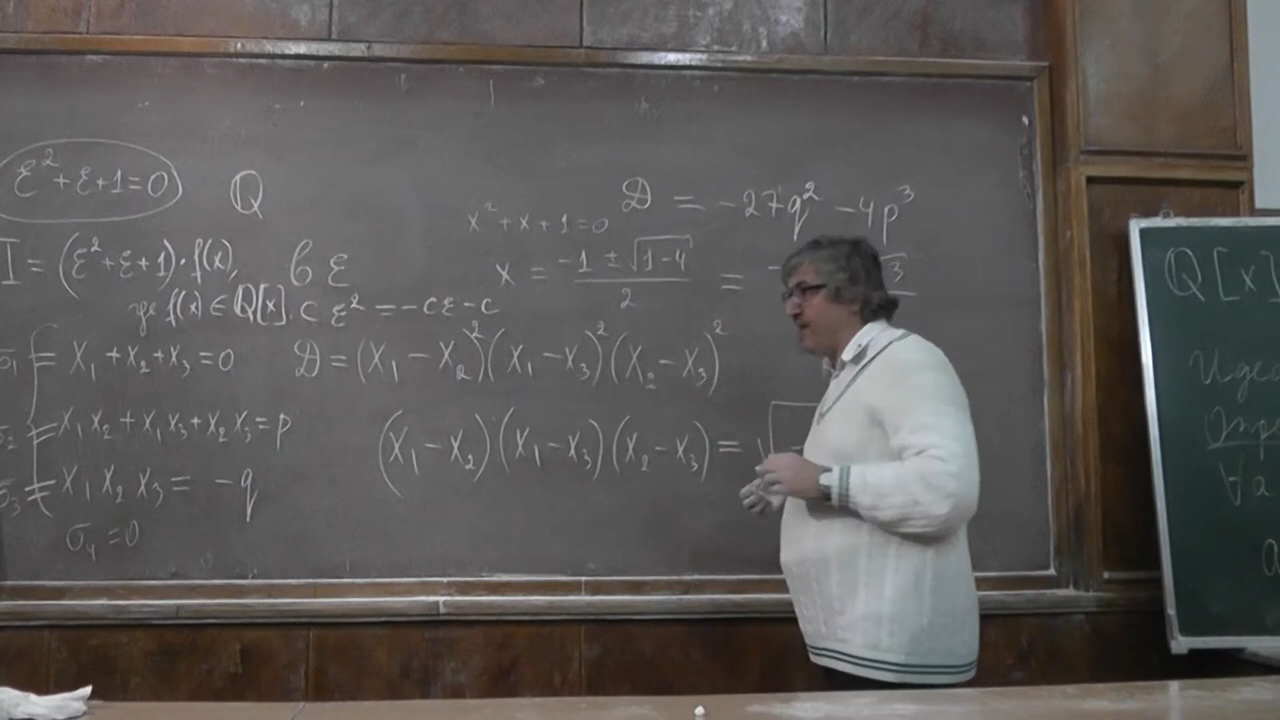 ε² + ε + 1 = 0   Q
I = (ε² + ε + 1) · f(x),   в ε
где f(x) ∈ Q[x].   c ε² = −cε − c
σ₁ = x₁ + x₂ + x₃ = 0
σ₂ = x₁x₂ + x₁x₃ + x₂x₃ = p
σ₃ = x₁x₂x₃ = −q
σ₄ = 0
D = −27q² − 4p³
x² + x + 1 = 0
x = (−1 ± √(1−4)) / 2 =
D = (x₁ − x₂)²(x₁ − x₃)²(x₂ − x₃)²
(x₁ − x₂)(x₁ − x₃)(x₂ − x₃) = √
Q[x]
∀a